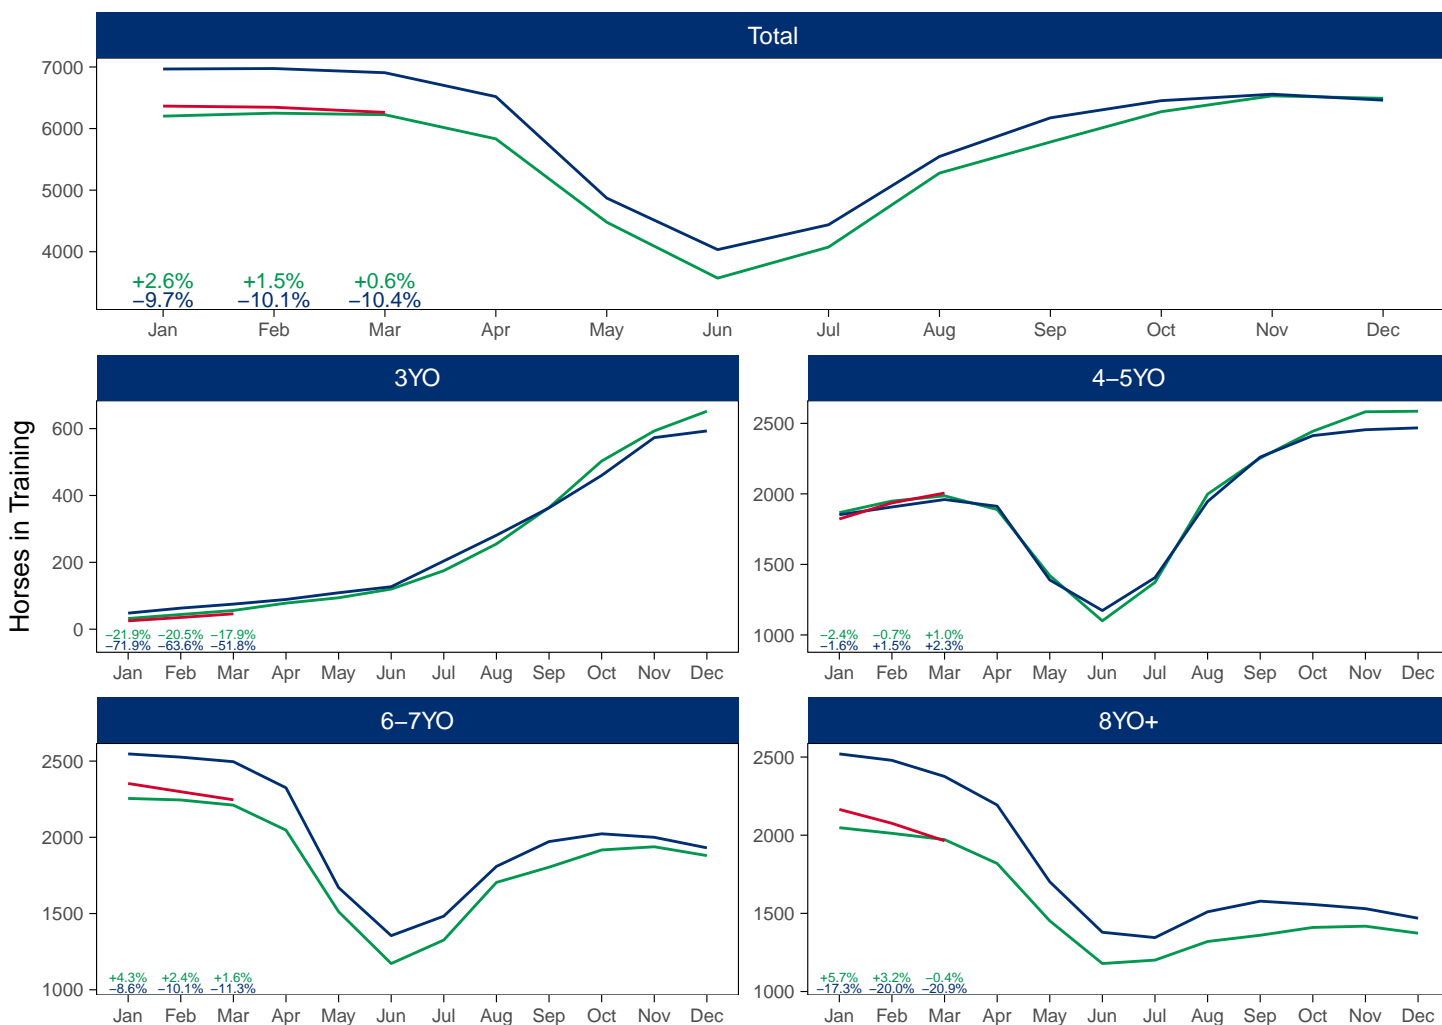 Total
7000
6000
5000
4000
+2.6% +1.5% +0.6%
−9.7% −10.1% −10.4%
Jan Feb Mar Apr May Jun Jul Aug Sep Oct Nov Dec
Horses in Training
3YO
600
400
200
0
−21.9% −20.5% −17.9%
−71.9% −63.6% −51.8%
Jan Feb Mar Apr May Jun Jul Aug Sep Oct Nov Dec
4−5YO
2500
2000
1500
1000
−2.4% −0.7% +1.0%
−1.6% +1.5% +2.3%
Jan Feb Mar Apr May Jun Jul Aug Sep Oct Nov Dec
6−7YO
2500
2000
1500
1000
+4.3% +2.4% +1.6%
−8.6% −10.1% −11.3%
Jan Feb Mar Apr May Jun Jul Aug Sep Oct Nov Dec
8YO+
2500
2000
1500
1000
+5.7% +3.2% −0.4%
−17.3% −20.0% −20.9%
Jan Feb Mar Apr May Jun Jul Aug Sep Oct Nov Dec